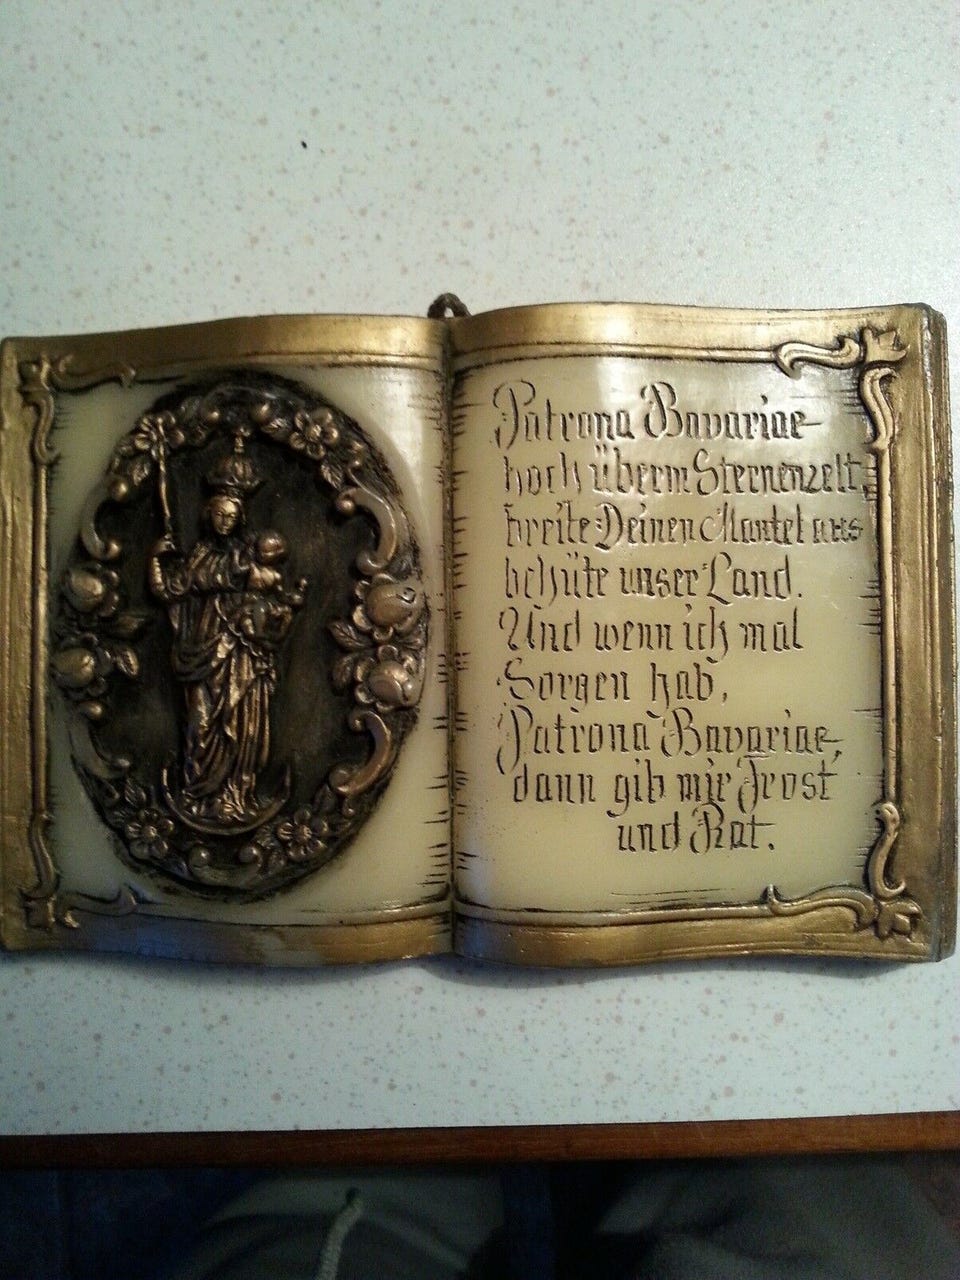 Patrona Bavariae
hoch überm Sternenzelt,
breite Deinen Mantel aus
behüte unser Land.
Und wenn ich mal
Sorgen hab,
Patrona Bavariae,
dann gib mir Trost
und Rat.